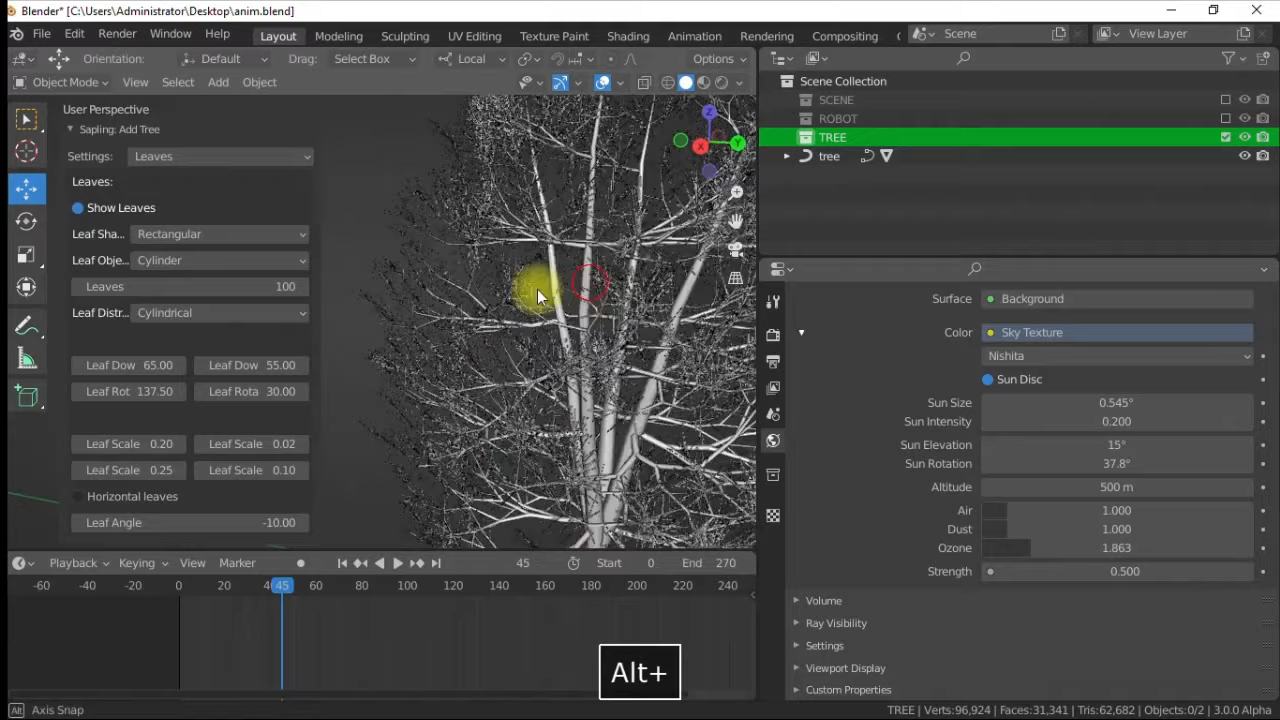 Blender* [C:\Users\Administrator\Desktop\anim.blend]
File Edit Render Window Help Layout Modeling Sculpting UV Editing Texture Paint Shading Animation Rendering Compositing Scene View Layer
Orientation: Default Drag: Select Box Local Options
Object Mode View Select Add Object
User Perspective
Sapling: Add Tree
Settings: Leaves
Leaves:
Show Leaves
Leaf Sha... Rectangular
Leaf Obje... Cylinder
Leaves 100
Leaf Distr... Cylindrical
Leaf Dow 65.00 Leaf Dow 55.00
Leaf Rot 137.50 Leaf Rota 30.00
Leaf Scale 0.20 Leaf Scale 0.02
Leaf Scale 0.25 Leaf Scale 0.10
Horizontal leaves
Leaf Angle -10.00
Z
X
Y
Scene Collection
SCENE
ROBOT
TREE
tree
Surface Background
Color Sky Texture
Nishita
Sun Disc
Sun Size 0.545°
Sun Intensity 0.200
Sun Elevation 15°
Sun Rotation 37.8°
Altitude 500 m
Air 1.000
Dust 1.000
Ozone 1.863
Strength 0.500
Volume
Ray Visibility
Settings
Viewport Display
Custom Properties
Playback Keying View Marker 45 Start 0 End 270
-60 -40 -20 0 20 4 45 60 80 100 120 140 160 180 200 220 240
Alt+
Alt Axis Snap
TREE | Verts:96,924 | Faces:31,341 | Tris:62,682 | Objects:0/2 | 3.0.0 Alpha